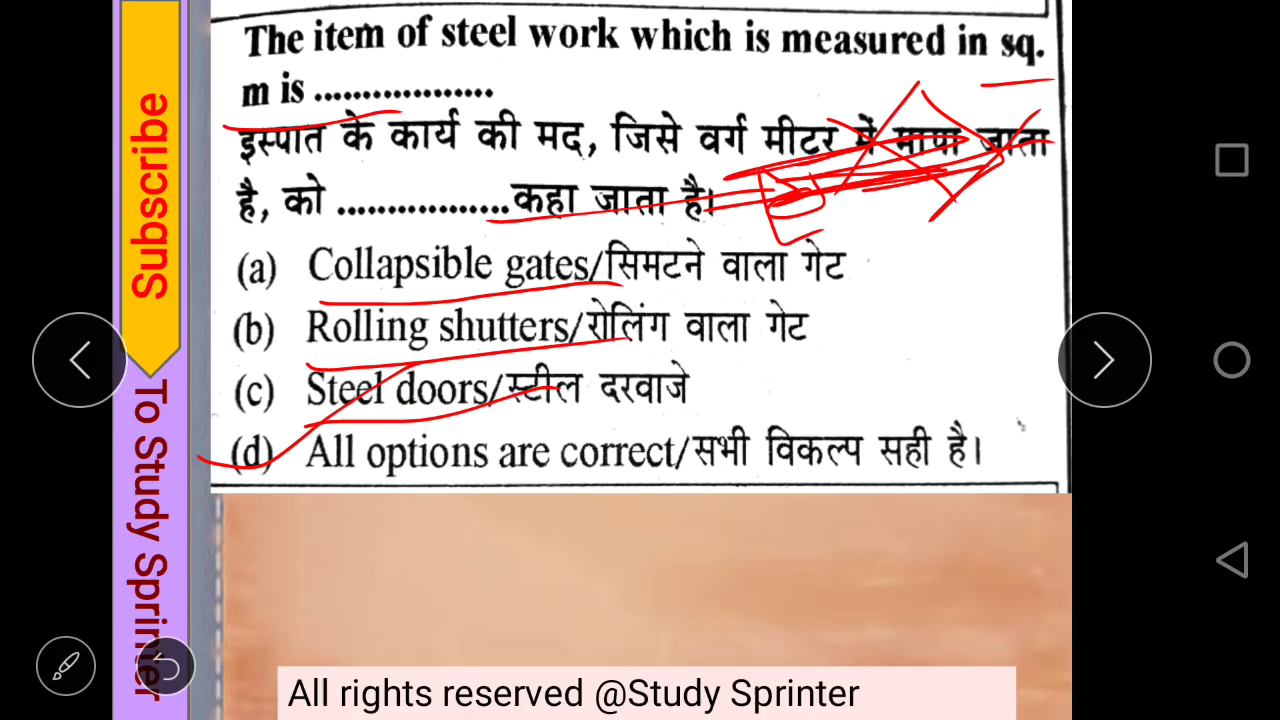 The item of steel work which is measured in sq.
m is ..................
इस्पात के कार्य की मद, जिसे वर्ग मीटर में मापा जाता
है, को .................कहा जाता है।
(a) Collapsible gates/सिमटने वाला गेट
(b) Rolling shutters/रोलिंग वाला गेट
(c) Steel doors/स्टील दरवाजे
(d) All options are correct/सभी विकल्प सही है।
Subscribe
To Study Sprinter
All rights reserved @Study Sprinter